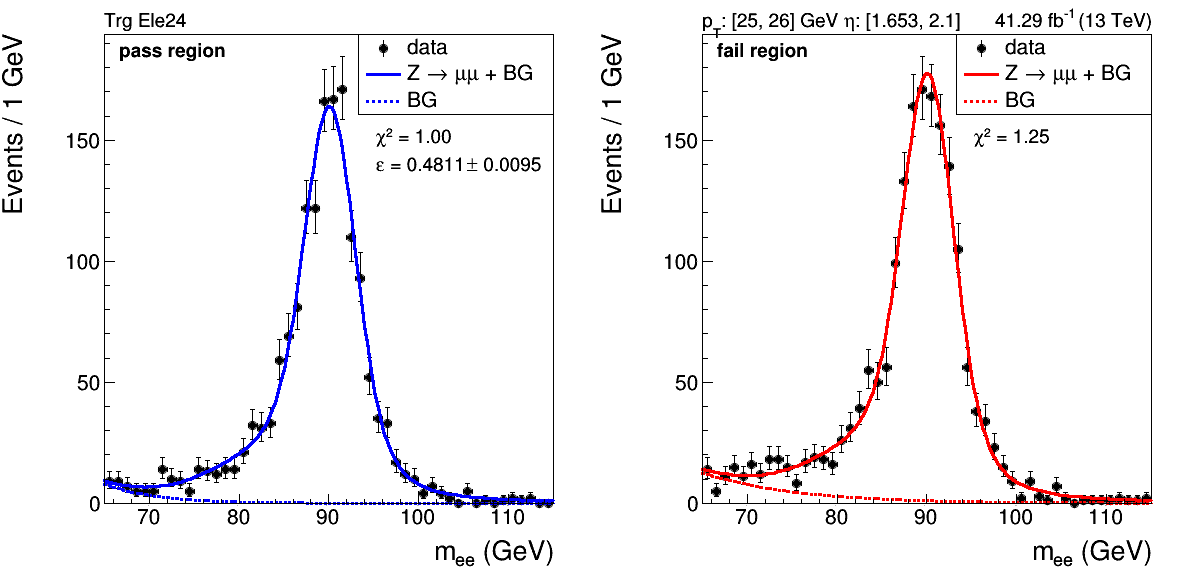 Trg Ele24
pass region
data
Z → μμ + BG
BG
χ² = 1.00
ε = 0.4811 ± 0.0095
Events / 1 GeV
150
100
50
0
70 80 90 100 110
m_ee (GeV)
p_T: [25, 26] GeV η: [1.653, 2.1] 41.29 fb⁻¹ (13 TeV)
fail region
data
Z → μμ + BG
BG
χ² = 1.25
Events / 1 GeV
150
100
50
0
70 80 90 100 110
m_ee (GeV)